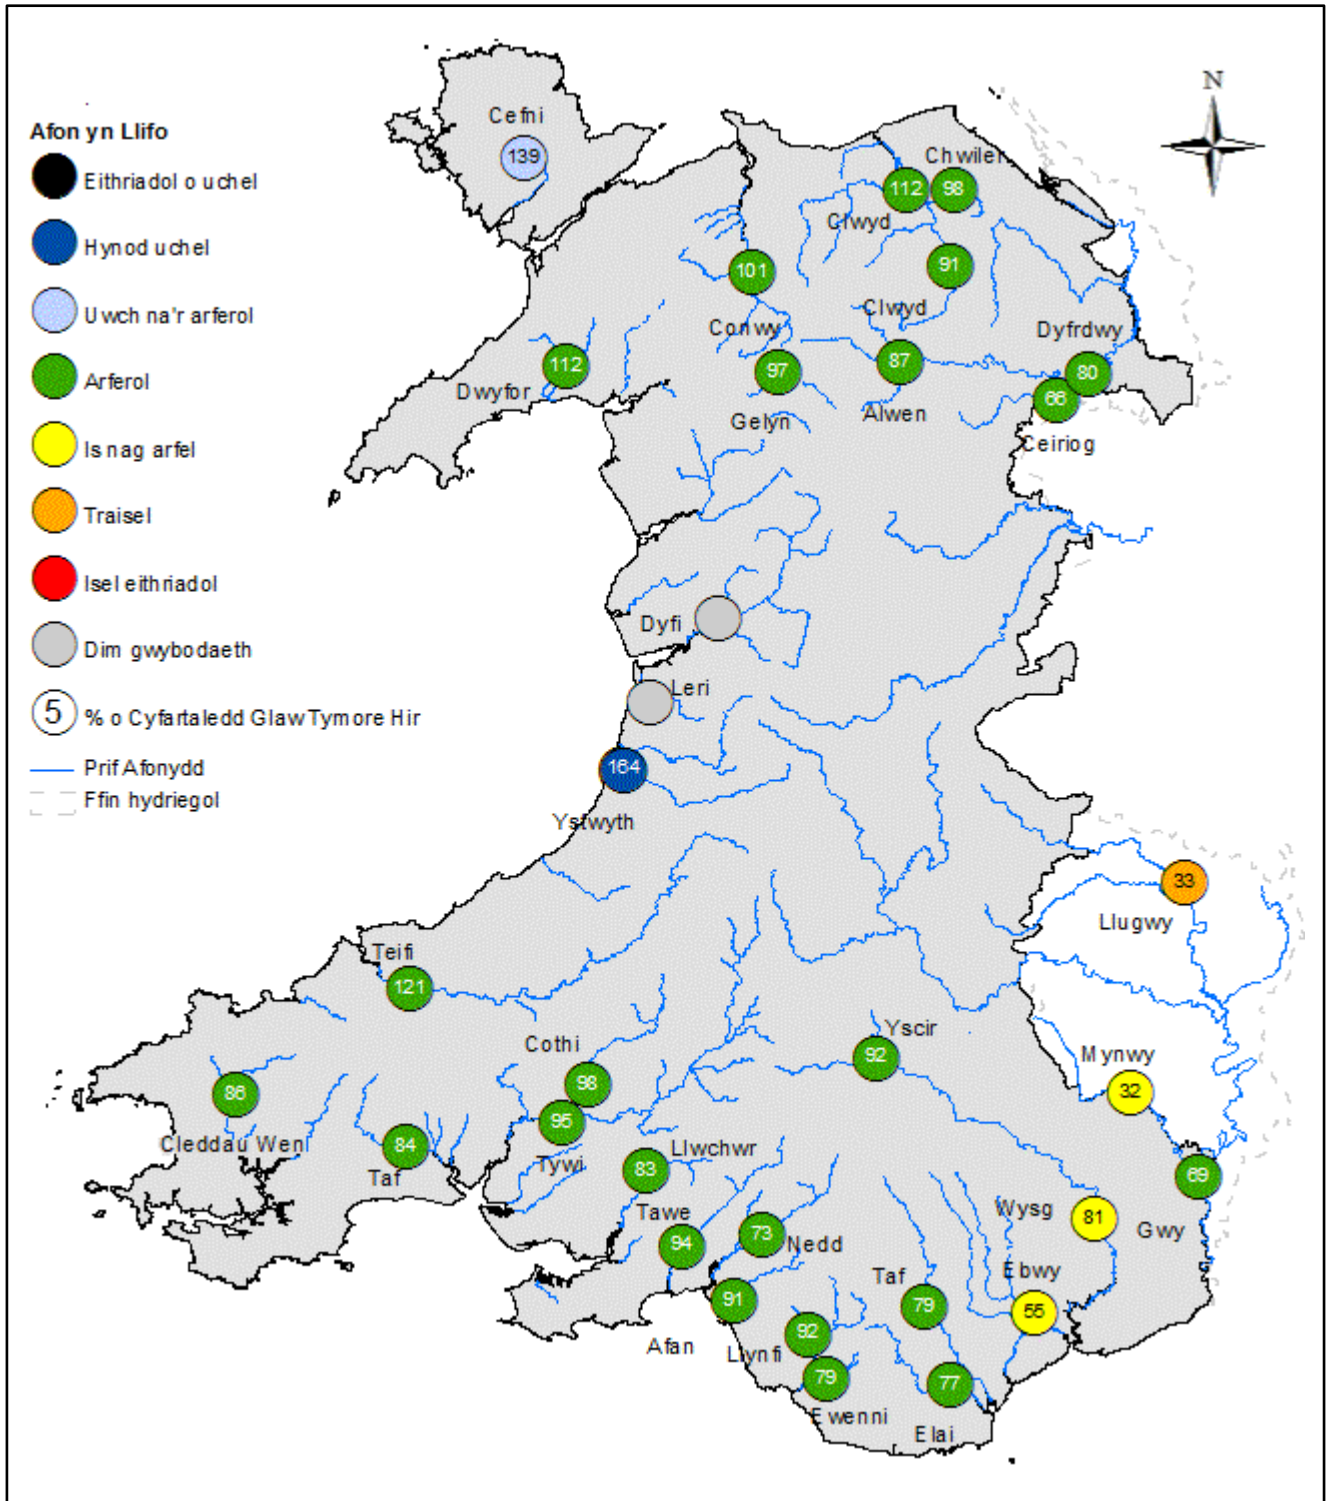 N
Afon yn Llifo
Eithriadol o uchel
Hynod uchel
Uwch na'r arferol
Arferol
Is nag arfel
Traisel
Isel eithriadol
Dim gwybodaeth
5 % o Cyfartaledd Glaw Tymore Hir
Prif Afonydd
Ffin hydriegol
Cefni
139
Chwiler
112
98
Clwyd
91
101
Clwyd
Conwy
Dyfrdwy
112
97
87
80
Dwyfor
66
Gelyn
Alwen
Ceiriog
Dyfi
Leri
164
Ystwyth
33
Llugwy
Teifi
121
Yscir
Cothi
92
Mynwy
98
86
32
95
Cleddau Wen
84
Llwchwr
Taf
Tywi
83
69
Wysg
Tawe
81
73
Gwy
94
Nedd
Ebwy
Taf
91
79
55
Afan
92
Llynfi
79
77
Ewenni
Elai